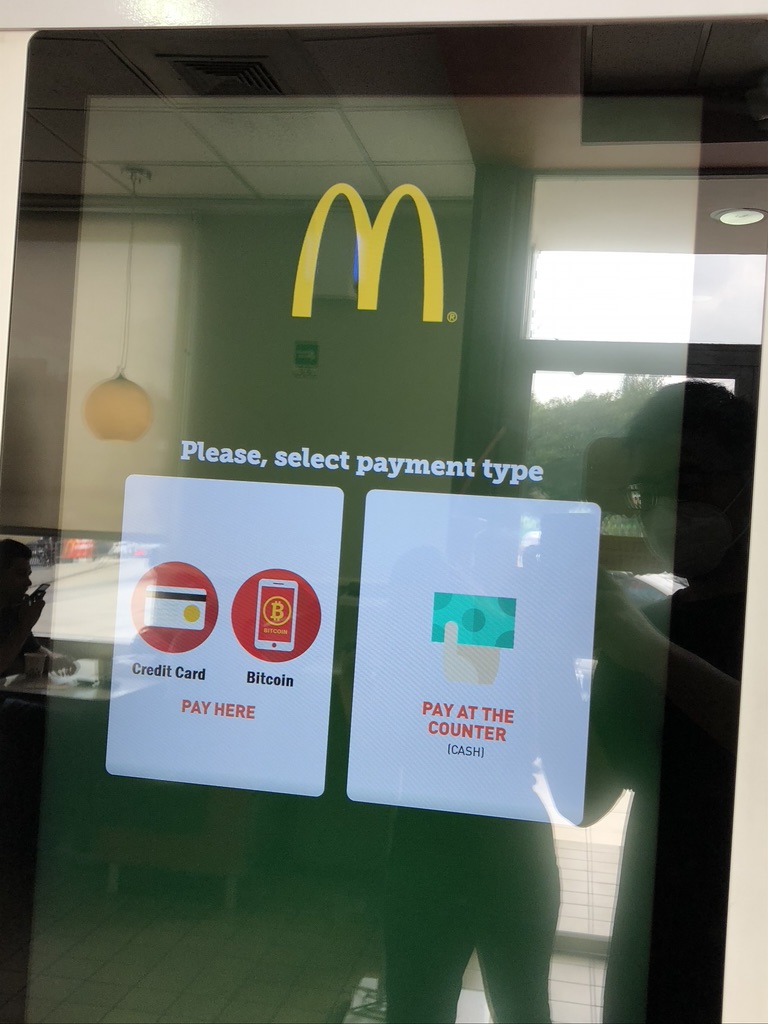 ®
Please, select payment type
BITCOIN
Credit Card
Bitcoin
PAY HERE
PAY AT THE
COUNTER
(CASH)